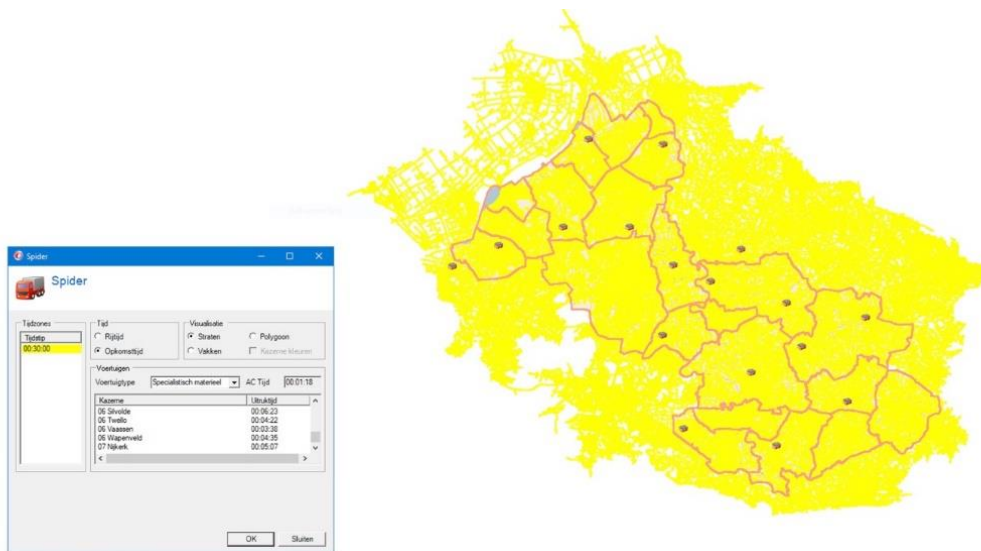 Spider
Spider
Tijdzones
Tijdstip
00:30:00
Tijd
Rijtijd
Opkomsttijd
Visualisatie
Straten
Polygoon
Vakken
Kazerne kleuren
Voertuigen
Voertuigtype
Specialistisch materieel
AC Tijd
00:01:18
Kazerne Uitruktijd
06 Silvolde 00:06:23
06 Twello 00:04:22
06 Vaassen 00:03:38
06 Wapenveld 00:04:35
07 Nijkerk 00:05:07
OK Sluiten